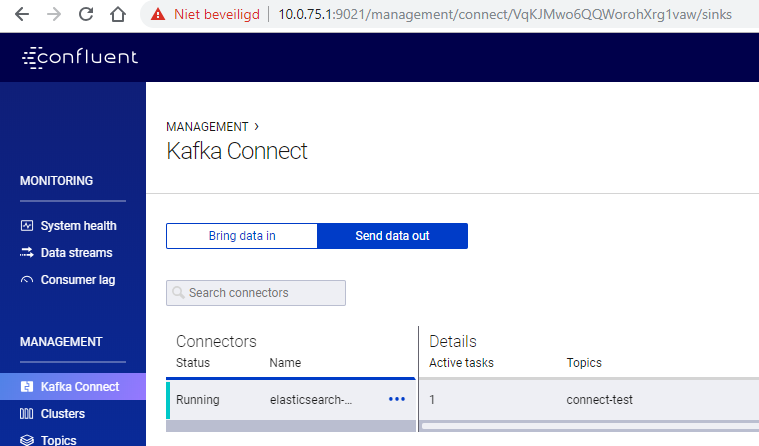 Niet beveiligd | 10.0.75.1:9021/management/connect/VqKJMwo6QQWorohXrg1vaw/sinks
confluent
MONITORING
System health
Data streams
Consumer lag
MANAGEMENT
Kafka Connect
Clusters
Topics
MANAGEMENT >
Kafka Connect
Bring data in Send data out
Search connectors
Connectors Details
Status Name Active tasks Topics
Running elasticsearch-... 1 connect-test